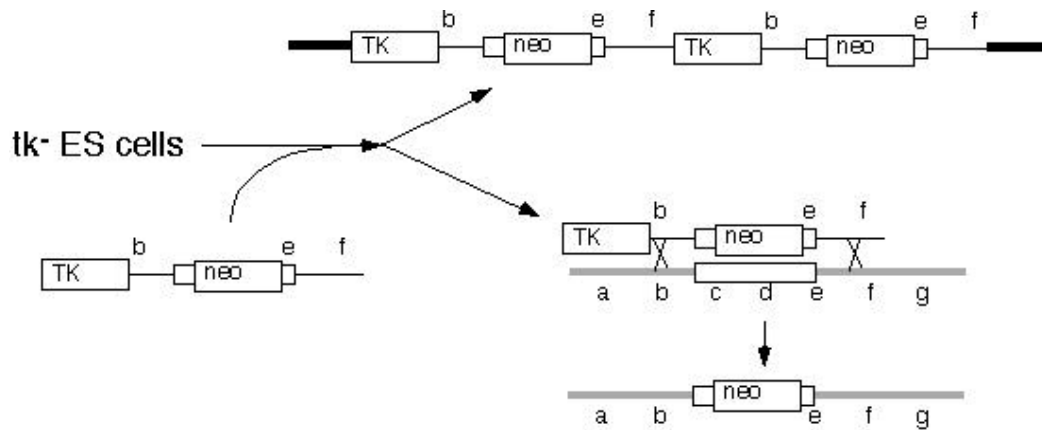 b e f b e f
TK neo TK neo
tk- ES cells
b e f
TK neo
b e f
TK neo
a b c d e f g
neo
a b e f g